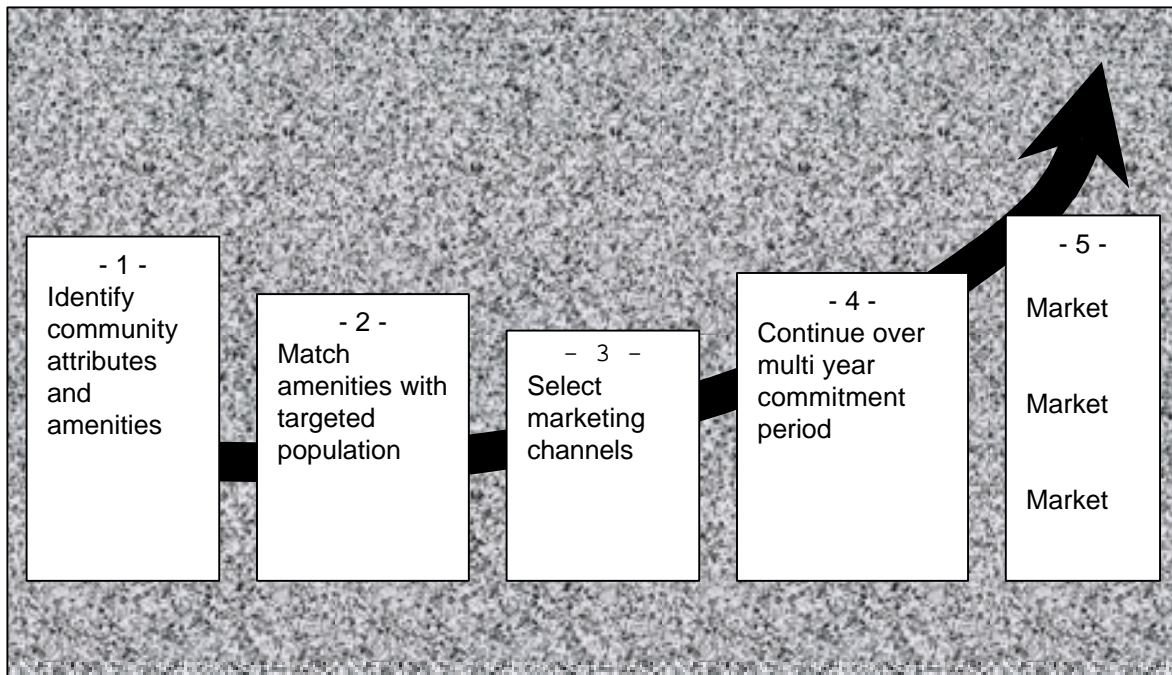 - 1 -
Identify
community
attributes
and
amenities
- 2 -
Match
amenities with
targeted
population
- 3 -
Select
marketing
channels
- 4 -
Continue over
multi year
commitment
period
- 5 -
Market
Market
Market